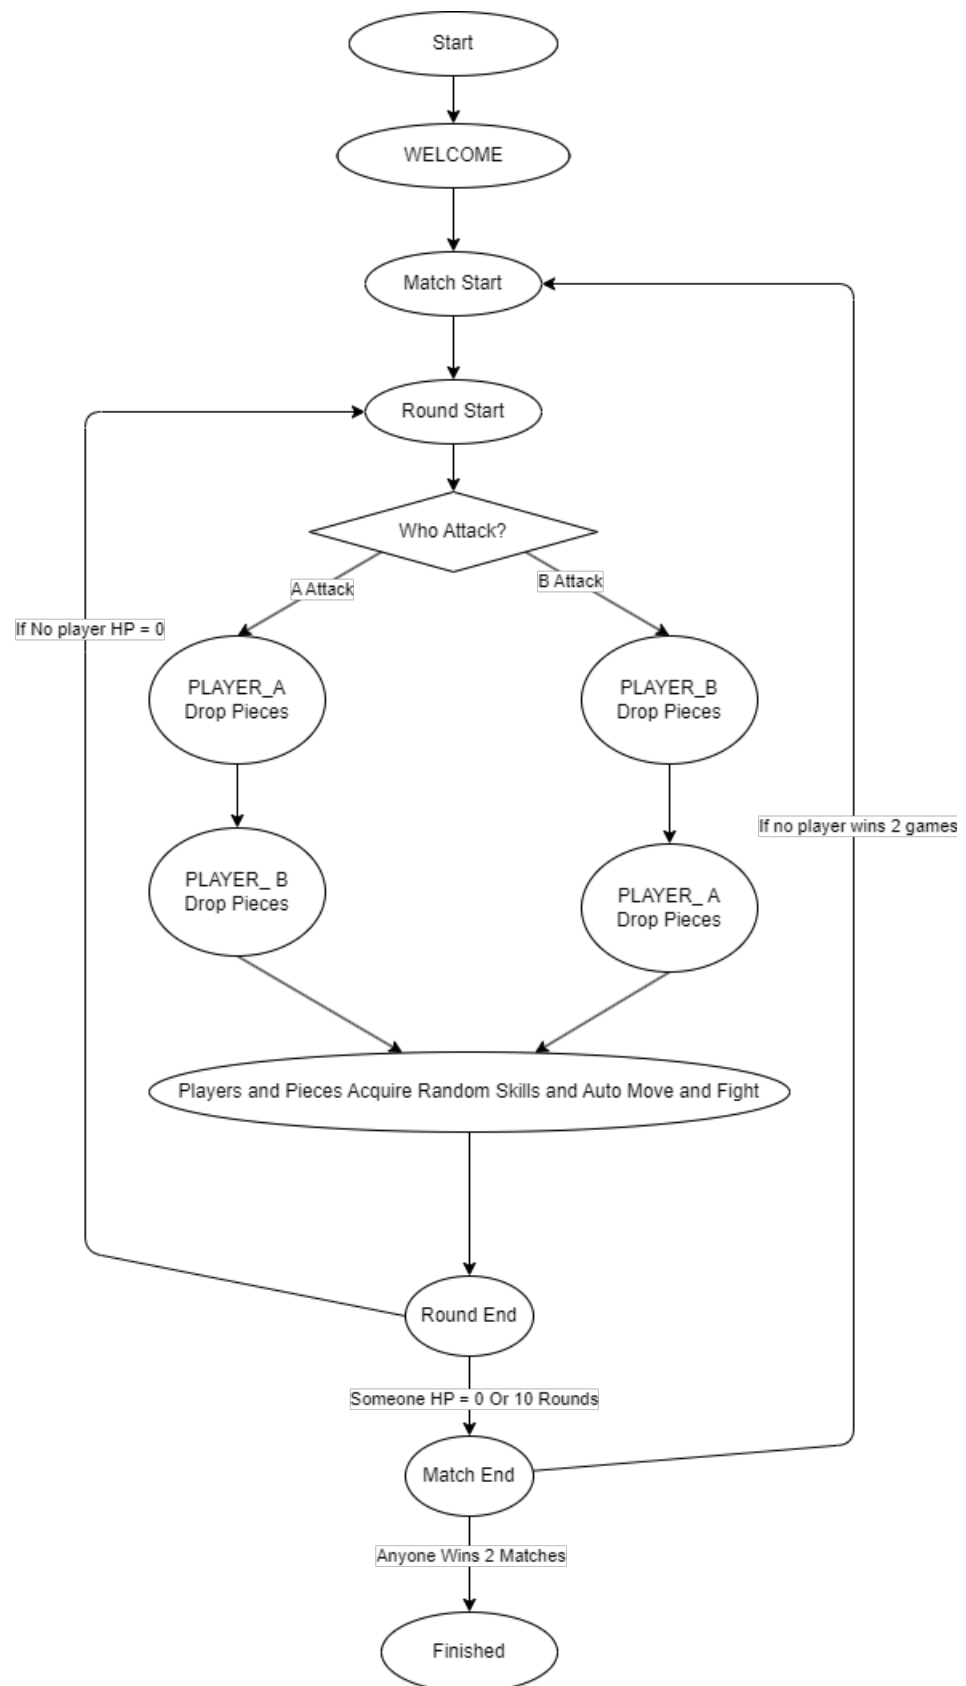 Start
WELCOME
Match Start
Round Start
Who Attack?
A Attack
B Attack
If No player HP = 0
PLAYER_A
Drop Pieces
PLAYER_B
Drop Pieces
If no player wins 2 games
PLAYER_ B
Drop Pieces
PLAYER_ A
Drop Pieces
Players and Pieces Acquire Random Skills and Auto Move and Fight
Round End
Someone HP = 0 Or 10 Rounds
Match End
Anyone Wins 2 Matches
Finished